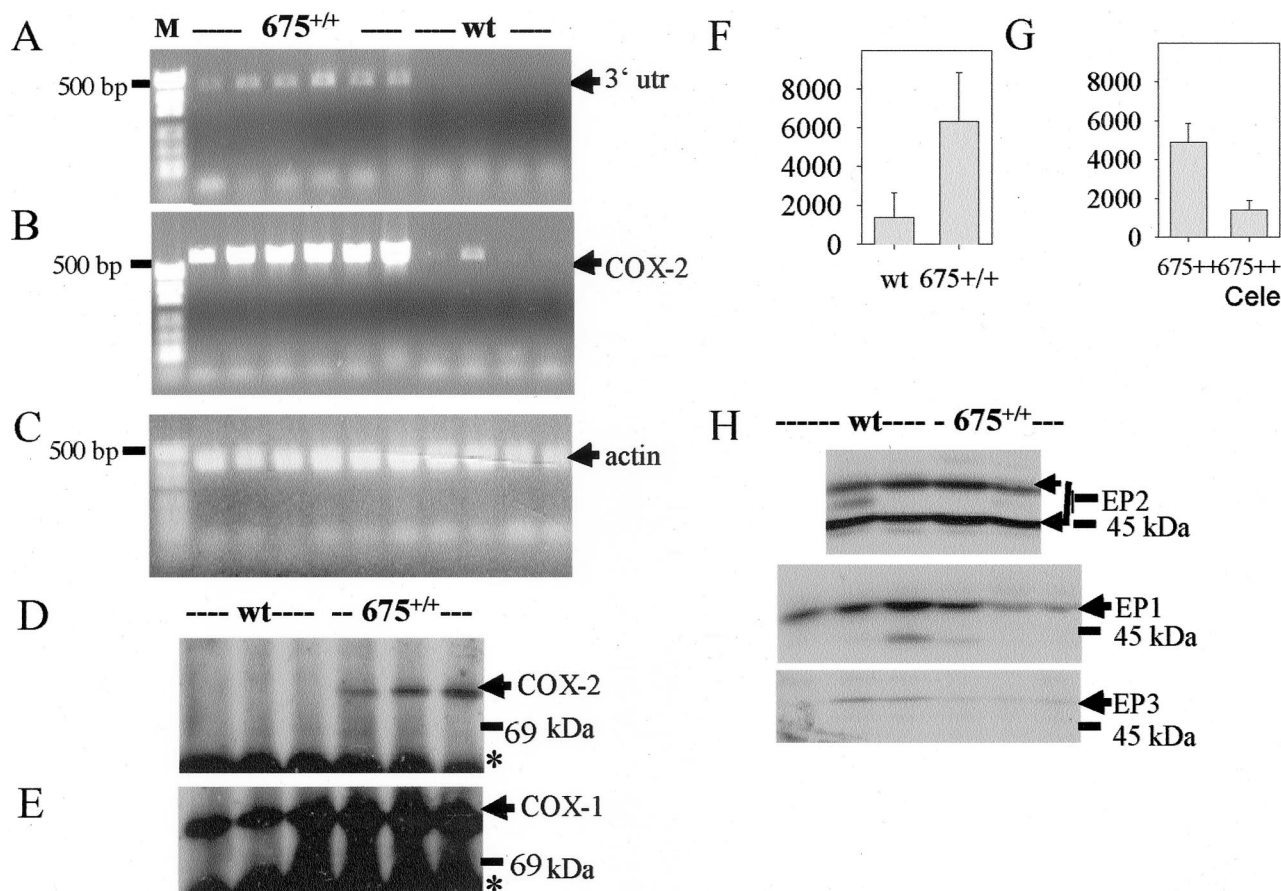 A
M ------ 675+/+ ---- ---- wt -----
500 bp
3' utr
B
500 bp
COX-2
C
500 bp
actin
D
---- wt---- -- 675+/+ ---
COX-2
69 kDa
*
E
COX-1
69 kDa
*
F
8000
6000
4000
2000
0
wt 675+/+
G
8000
6000
4000
2000
0
675++ 675++
Cele
H
------ wt---- - 675+/+ ---
EP2
45 kDa
EP1
45 kDa
EP3
45 kDa